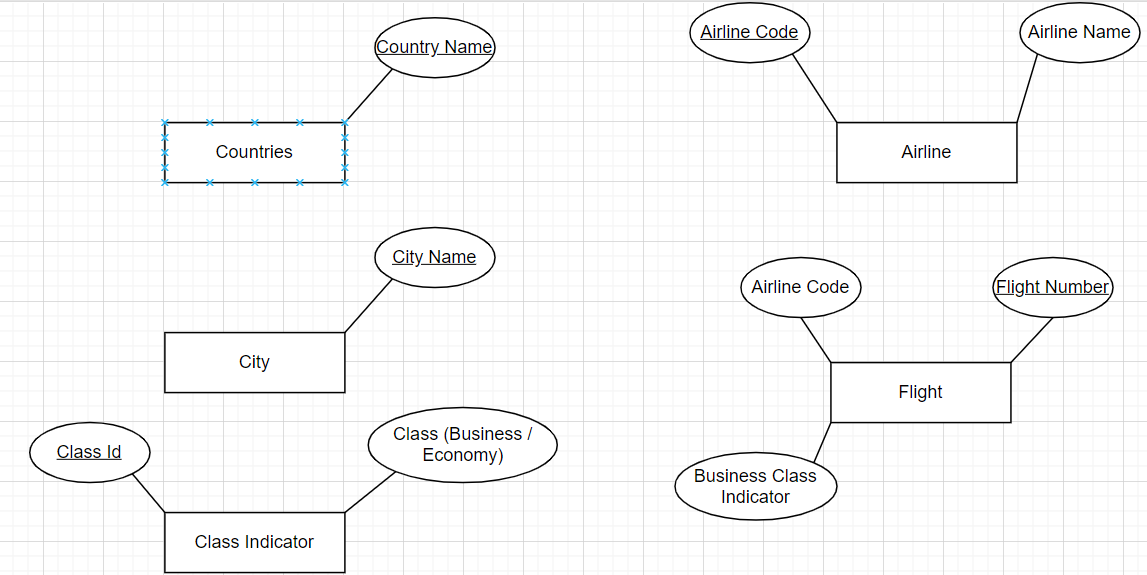 Country Name
Airline Code
Airline Name
Countries
Airline
City Name
Airline Code
Flight Number
City
Flight
Class Id
Class (Business /
Economy)
Business Class
Indicator
Class Indicator